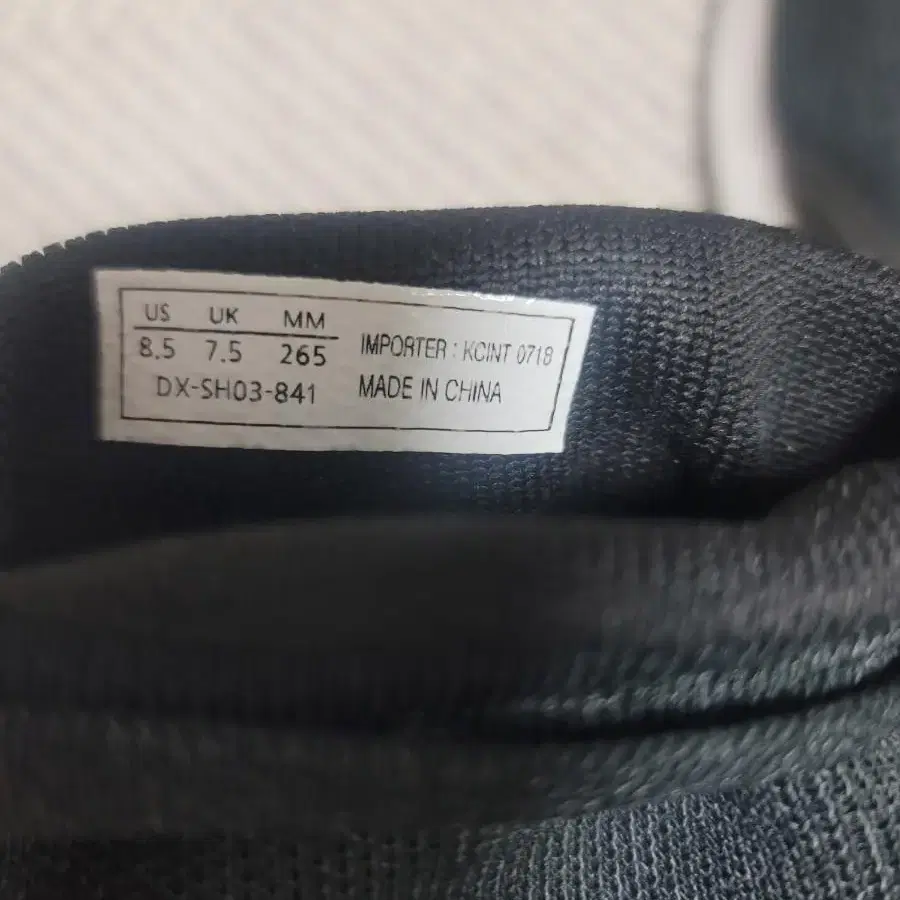 US UK MM
8.5 7.5 265
DX-SH03-841
IMPORTER : KCINT 0718
MADE IN CHINA